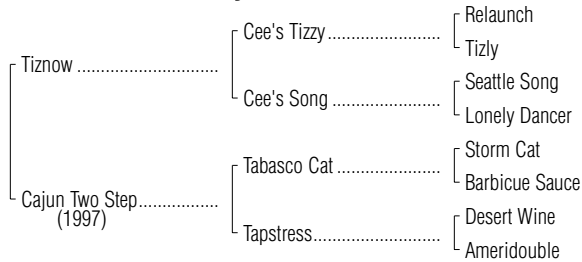 Relaunch
Cee's Tizzy
Tizly
Tiznow
Seattle Song
Cee's Song
Lonely Dancer
Storm Cat
Tabasco Cat
Barbicue Sauce
Cajun Two Step
(1997)
Desert Wine
Tapstress
Ameridouble